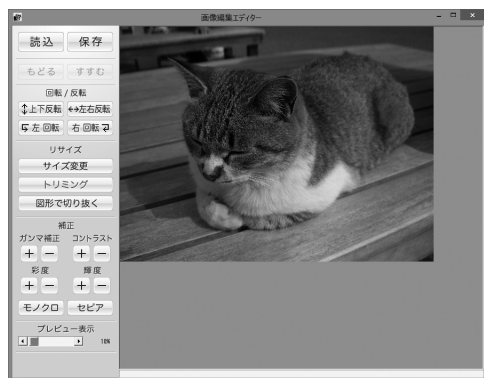 画像編集エディター
読込 保存
もどる すすむ
回転 / 反転
上下反転 左右反転
左 回転 右 回転
リサイズ
サイズ変更
トリミング
図形で切り抜く
補正
ガンマ補正 コントラスト
+ − + −
彩度 輝度
+ − + −
モノクロ セピア
プレビュー表示
10%